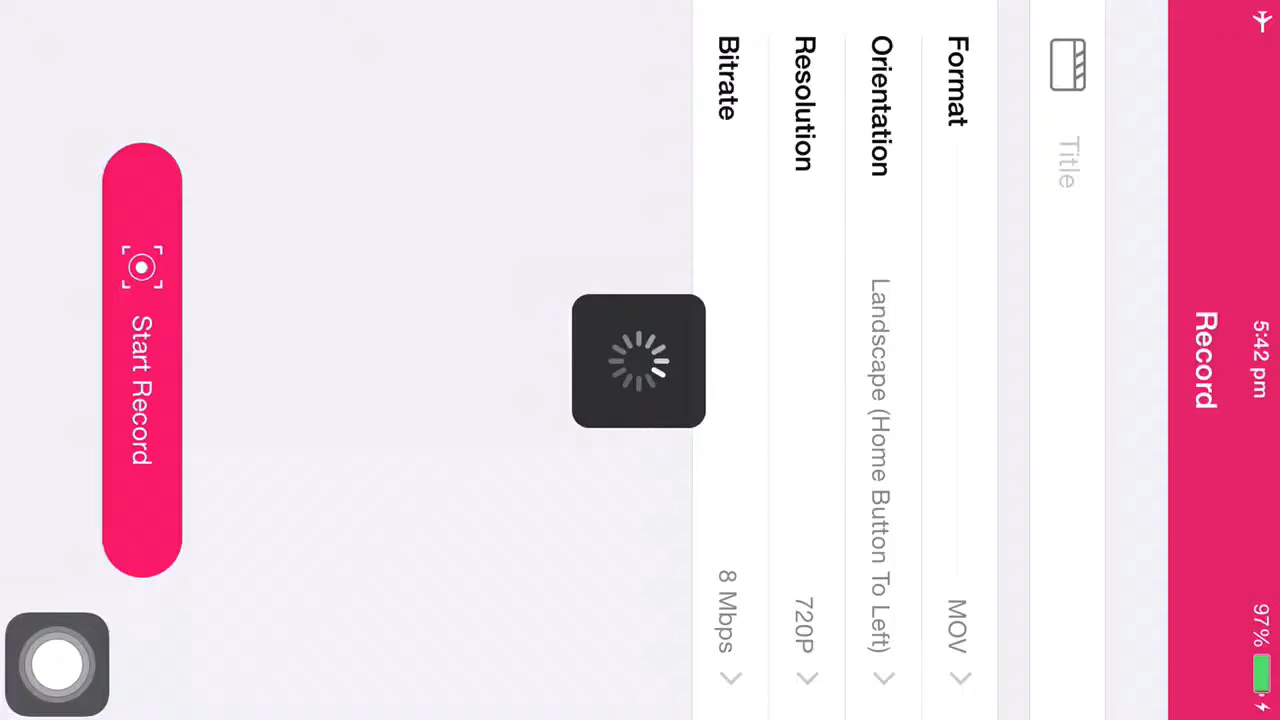 5:42 pm
97%
Record
Title
Format MOV
Orientation Landscape (Home Button To Left)
Resolution 720P
Bitrate 8 Mbps
Start Record